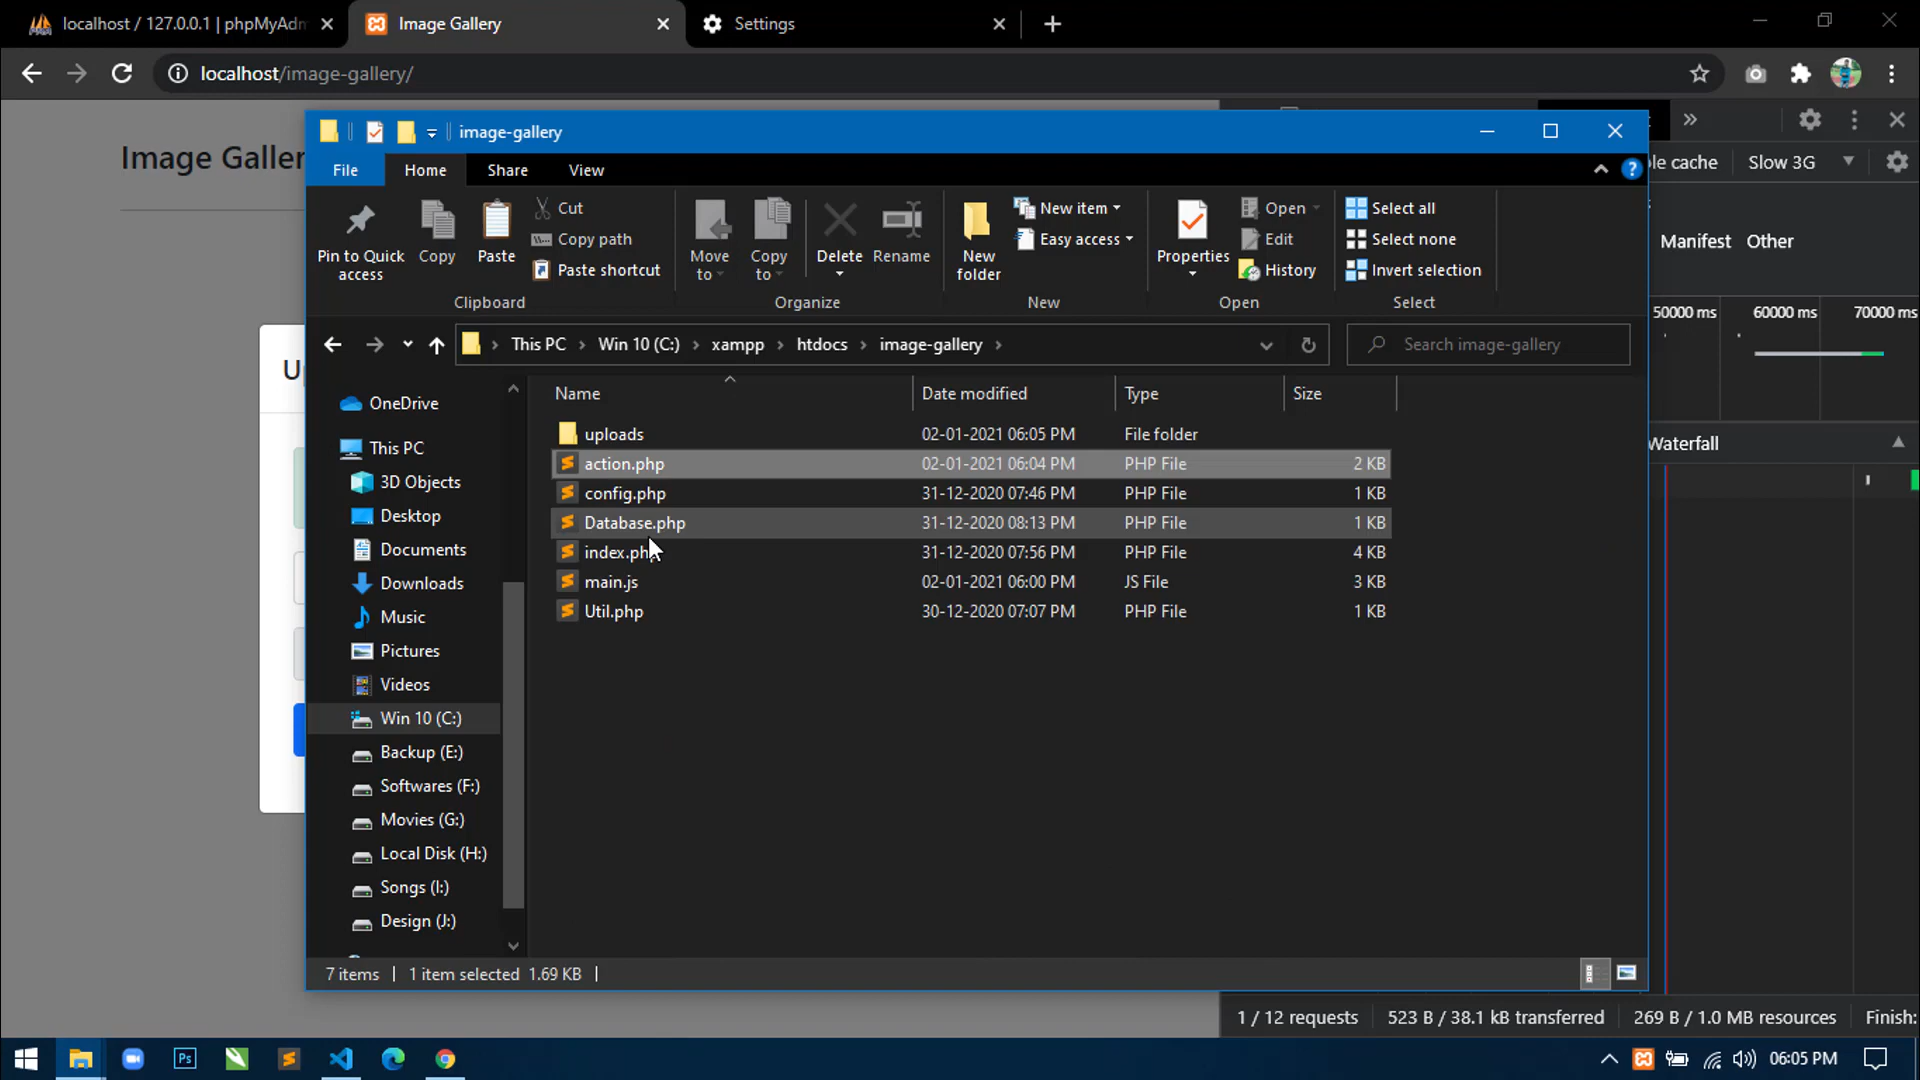 localhost / 127.0.0.1 | phpMyAdm
Image Gallery
Settings
localhost/image-gallery/
Image Galler
image-gallery
File
Home
Share
View
Pin to Quick access
Copy
Paste
Cut
Copy path
Paste shortcut
Clipboard
Move to
Copy to
Delete
Rename
Organize
New folder
New item
Easy access
New
Properties
Open
Edit
History
Open
Select all
Select none
Invert selection
Select
le cache
Slow 3G
Manifest
Other
50000 ms
60000 ms
70000 ms
Waterfall
This PC
Win 10 (C:)
xampp
htdocs
image-gallery
Search image-gallery
Name
Date modified
Type
Size
uploads 02-01-2021 06:05 PM File folder
action.php 02-01-2021 06:04 PM PHP File 2 KB
config.php 31-12-2020 07:46 PM PHP File 1 KB
Database.php 31-12-2020 08:13 PM PHP File 1 KB
index.ph 31-12-2020 07:56 PM PHP File 4 KB
main.js 02-01-2021 06:00 PM JS File 3 KB
Util.php 30-12-2020 07:07 PM PHP File 1 KB
OneDrive
This PC
3D Objects
Desktop
Documents
Downloads
Music
Pictures
Videos
Win 10 (C:)
Backup (E:)
Softwares (F:)
Movies (G:)
Local Disk (H:)
Songs (I:)
Design (J:)
7 items
1 item selected 1.69 KB
1 / 12 requests
523 B / 38.1 kB transferred
269 B / 1.0 MB resources
Finish:
Ps
06:05 PM